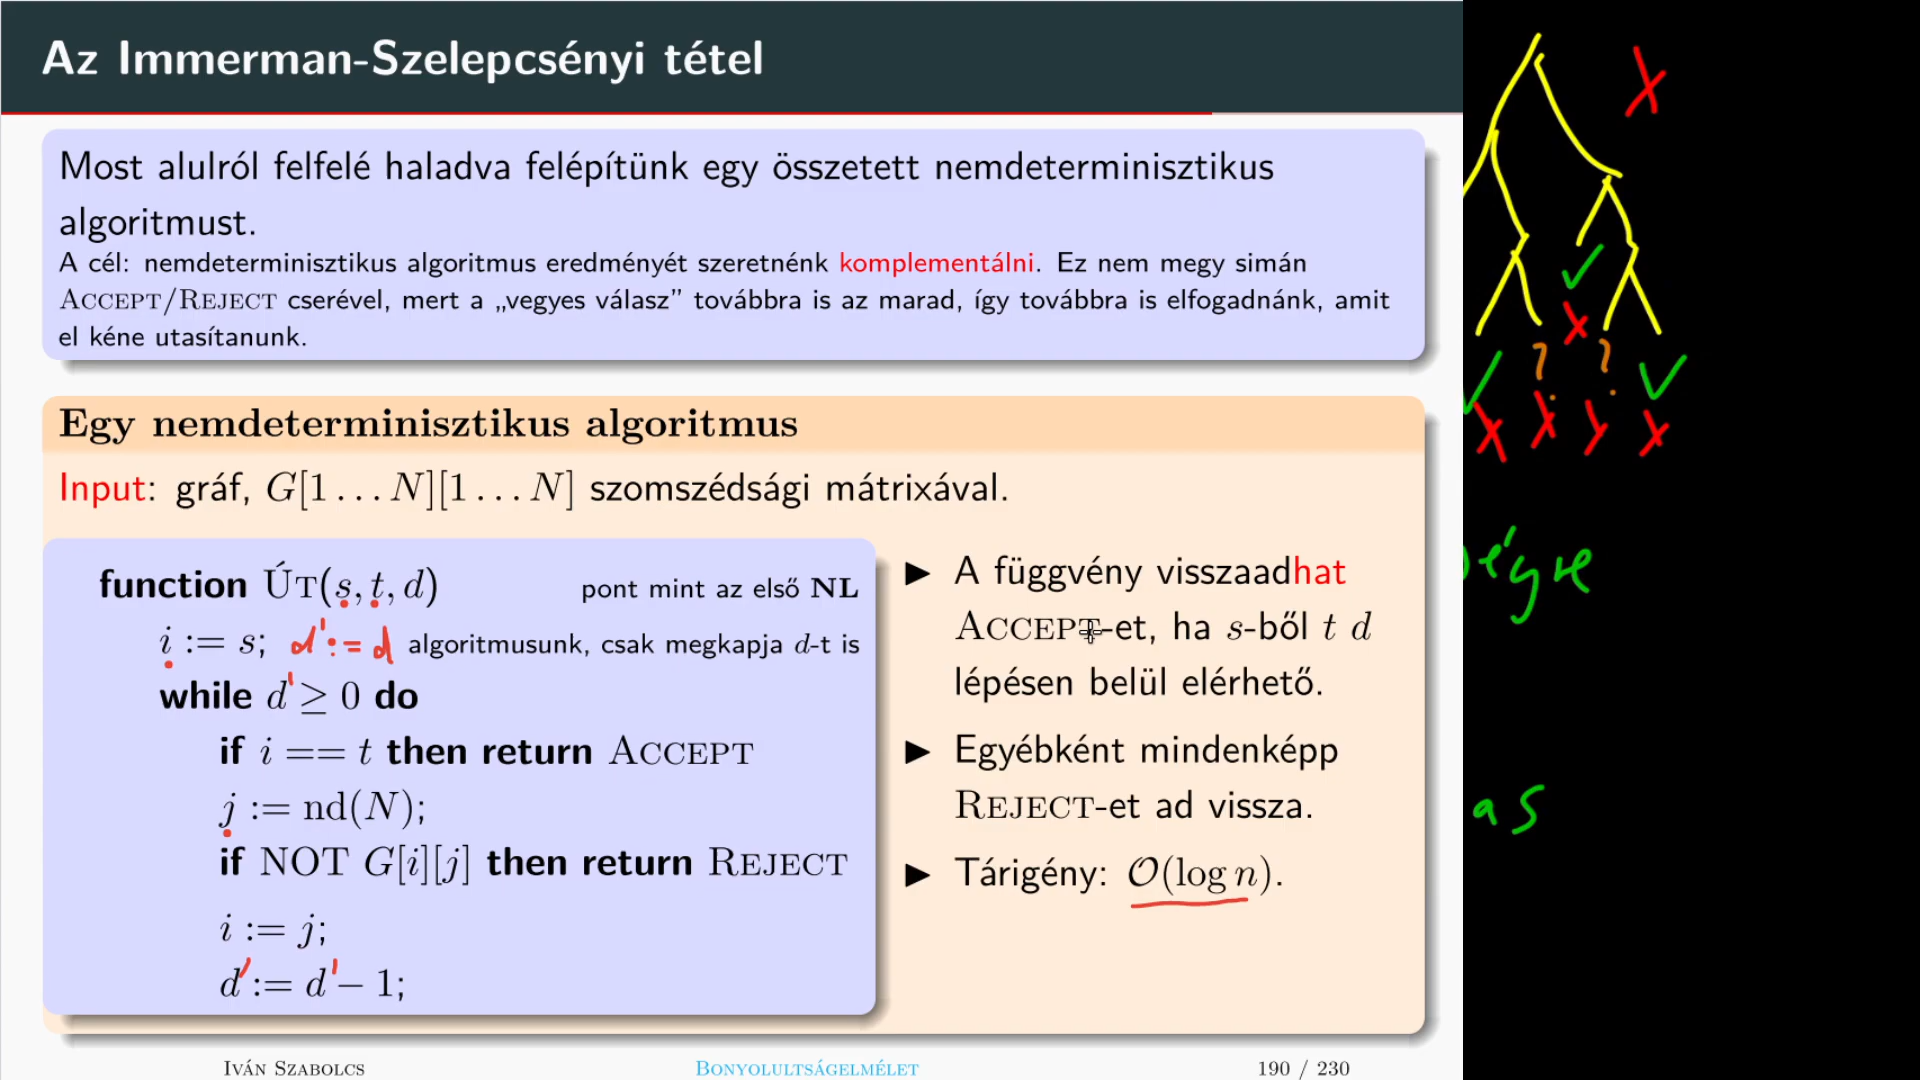 Az Immerman-Szelepcsényi tétel
Most alulról felfelé haladva felépítünk egy összetett nemdeterminisztikus
algoritmust.
A cél: nemdeterminisztikus algoritmus eredményét szeretnénk komplementálni. Ez nem megy simán
ACCEPT/REJECT cserével, mert a „vegyes válasz” továbbra is az marad, így továbbra is elfogadnánk, amit
el kéne utasítanunk.
Egy nemdeterminisztikus algoritmus
Input: gráf, G[1 . . . N][1 . . . N] szomszédsági mátrixával.
function ÚT(s, t, d) pont mint az első NL
i := s; d' := d algoritmusunk, csak megkapja d-t is
while d' ≥ 0 do
if i == t then return ACCEPT
j := nd(N);
if NOT G[i][j] then return REJECT
i := j;
d' := d' − 1;
▶ A függvény visszaadhat
ACCEPT-et, ha s-ből t d
lépésen belül elérhető.
▶ Egyébként mindenképp
REJECT-et ad vissza.
▶ Tárigény: O(log n).
IVÁN SZABOLCS BONYOLULTSÁGELMÉLET 190 / 230